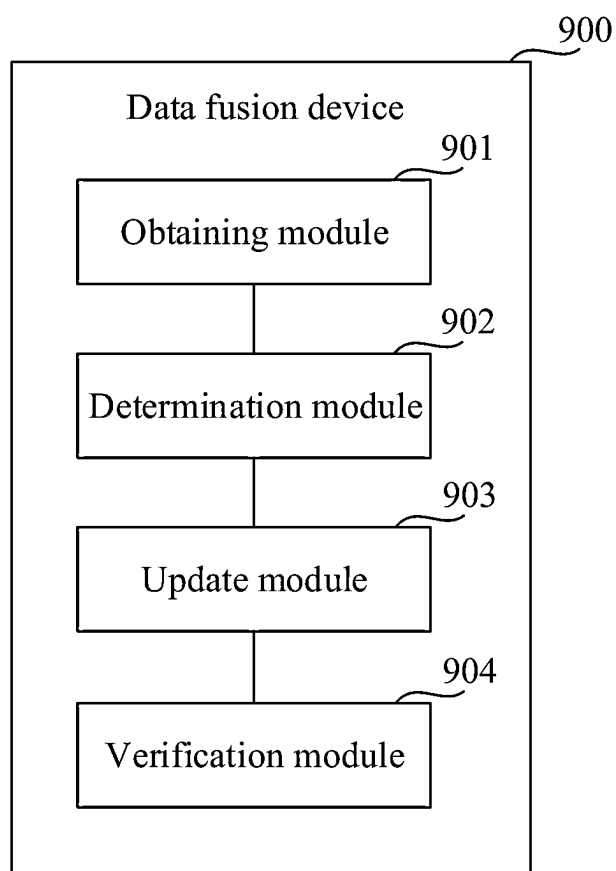 900
Data fusion device
901
Obtaining module
902
Determination module
903
Update module
904
Verification module